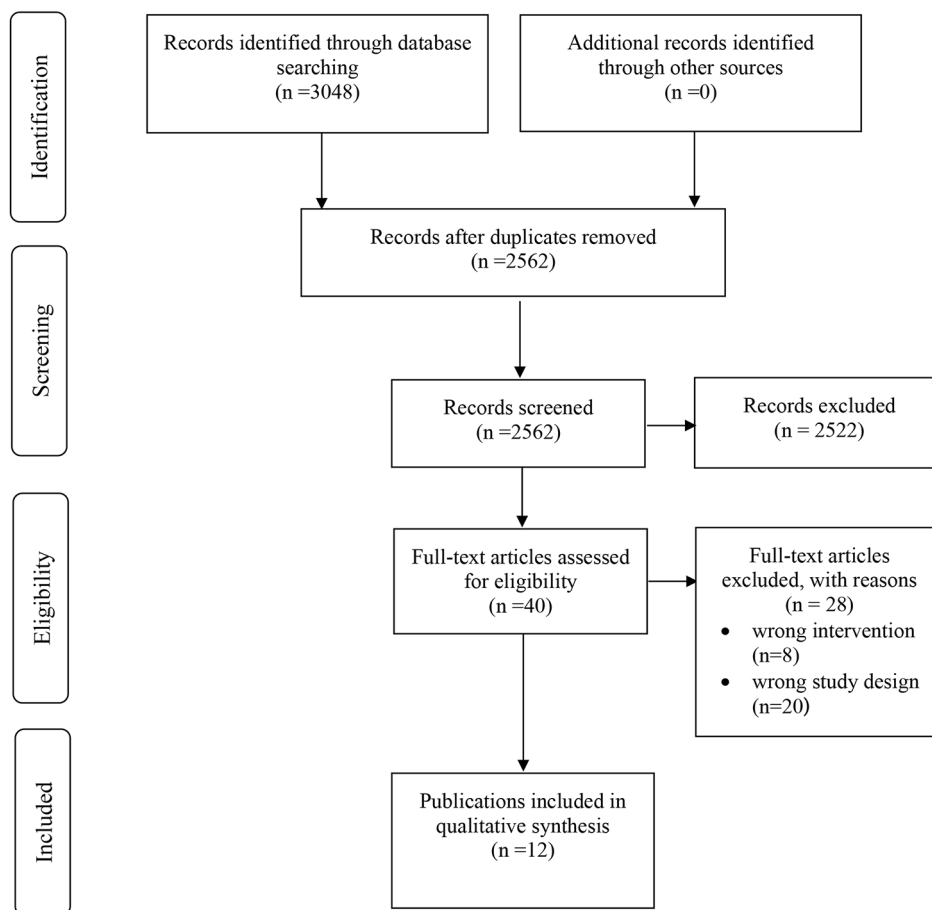 Identification
Records identified through database
searching
(n =3048)
Additional records identified
through other sources
(n =0)
Records after duplicates removed
(n =2562)
Screening
Records screened
(n =2562)
Records excluded
(n = 2522)
Eligibility
Full-text articles assessed
for eligibility
(n =40)
Full-text articles
excluded, with reasons
(n = 28)
• wrong intervention
(n=8)
• wrong study design
(n=20)
Included
Publications included in
qualitative synthesis
(n =12)